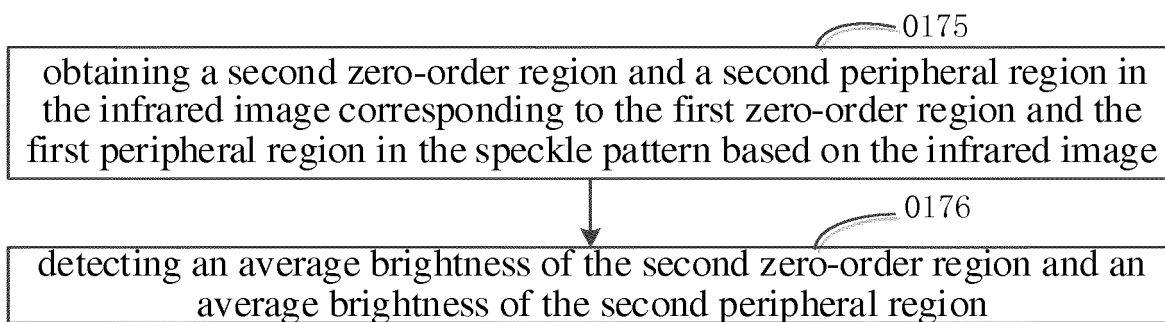 0175
obtaining a second zero-order region and a second peripheral region in
the infrared image corresponding to the first zero-order region and the
first peripheral region in the speckle pattern based on the infrared image
0176
detecting an average brightness of the second zero-order region and an
average brightness of the second peripheral region